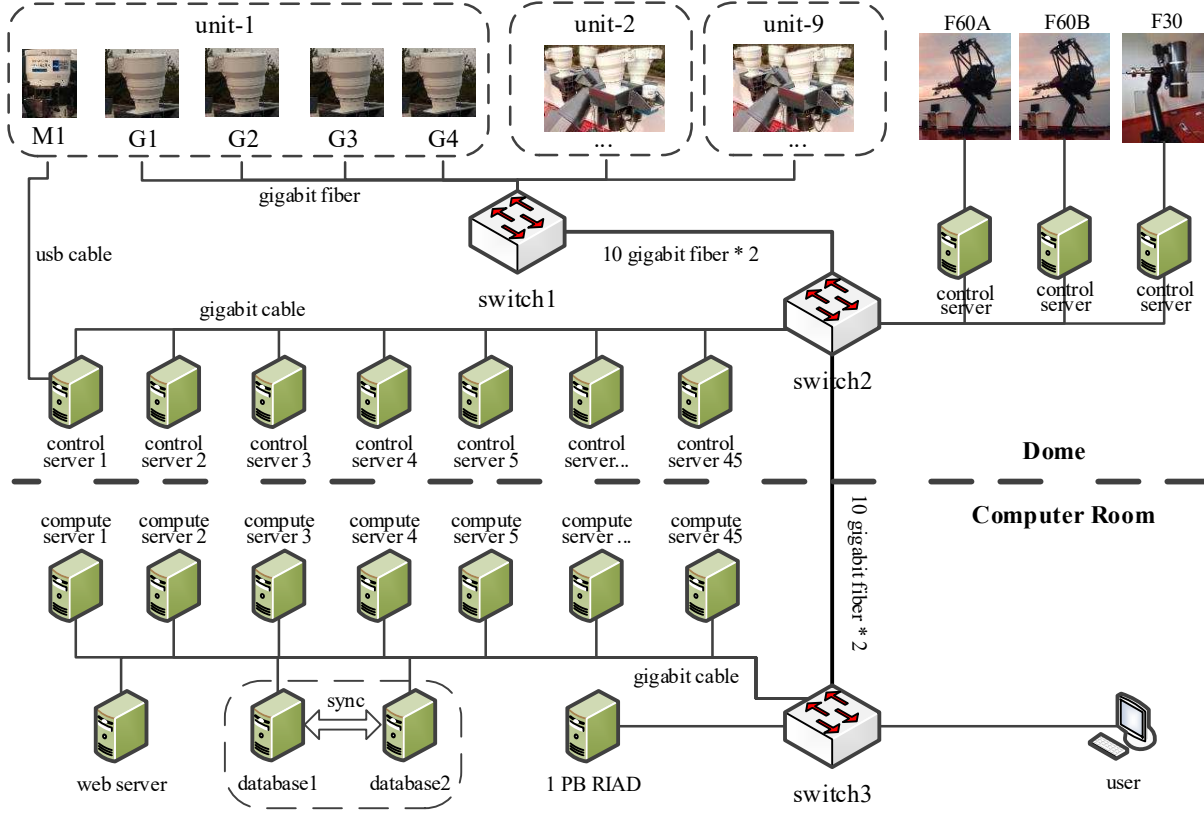 unit-1
unit-2
unit-9
F60A
F60B
F30
M1
G1
G2
G3
G4
...
...
gigabit fiber
usb cable
10 gigabit fiber * 2
switch1
control
server
control
server
control
server
gigabit cable
switch2
control
server 1
control
server 2
control
server 3
control
server 4
control
server 5
control
server...
control
server 45
Dome
Computer Room
compute
server 1
compute
server 2
compute
server 3
compute
server 4
compute
server 5
compute
server ...
compute
server 45
10 gigabit fiber * 2
gigabit cable
sync
web server
database1
database2
1 PB RIAD
switch3
user